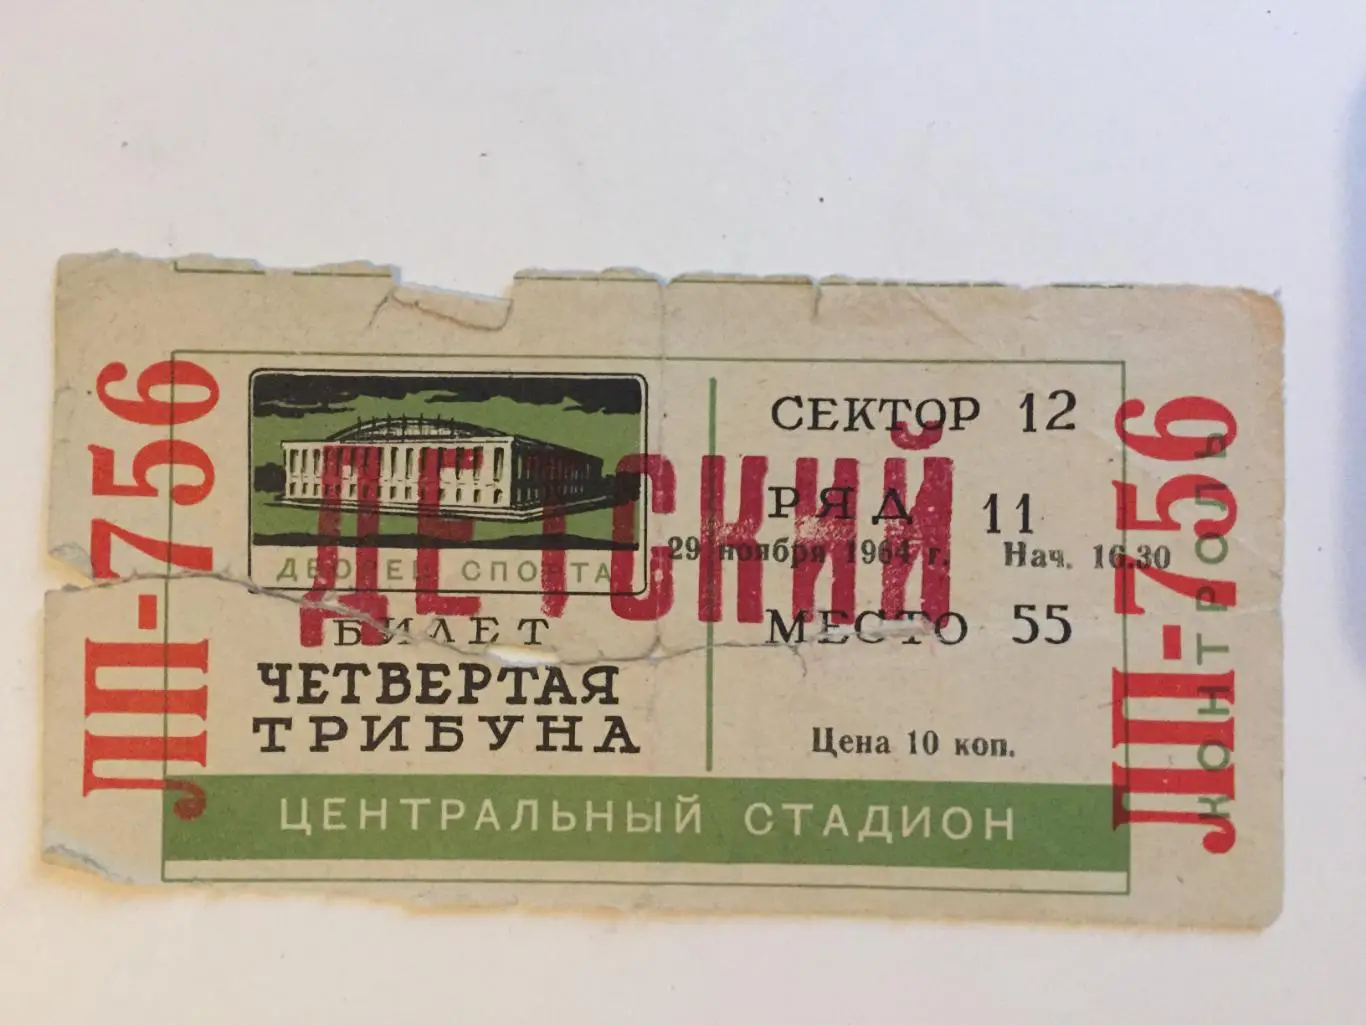 ЛП-756
ДВОРЕЦ СПОРТА
БИЛЕТ
ЧЕТВЕРТАЯ
ТРИБУНА
ДЕТСКИЙ
СЕКТОР 12
РЯД 11
29 ноября 1964 г. Нач. 16.30
МЕСТО 55
Цена 10 коп.
ЦЕНТРАЛЬНЫЙ СТАДИОН
ЛП-756
КОНТРОЛЬ